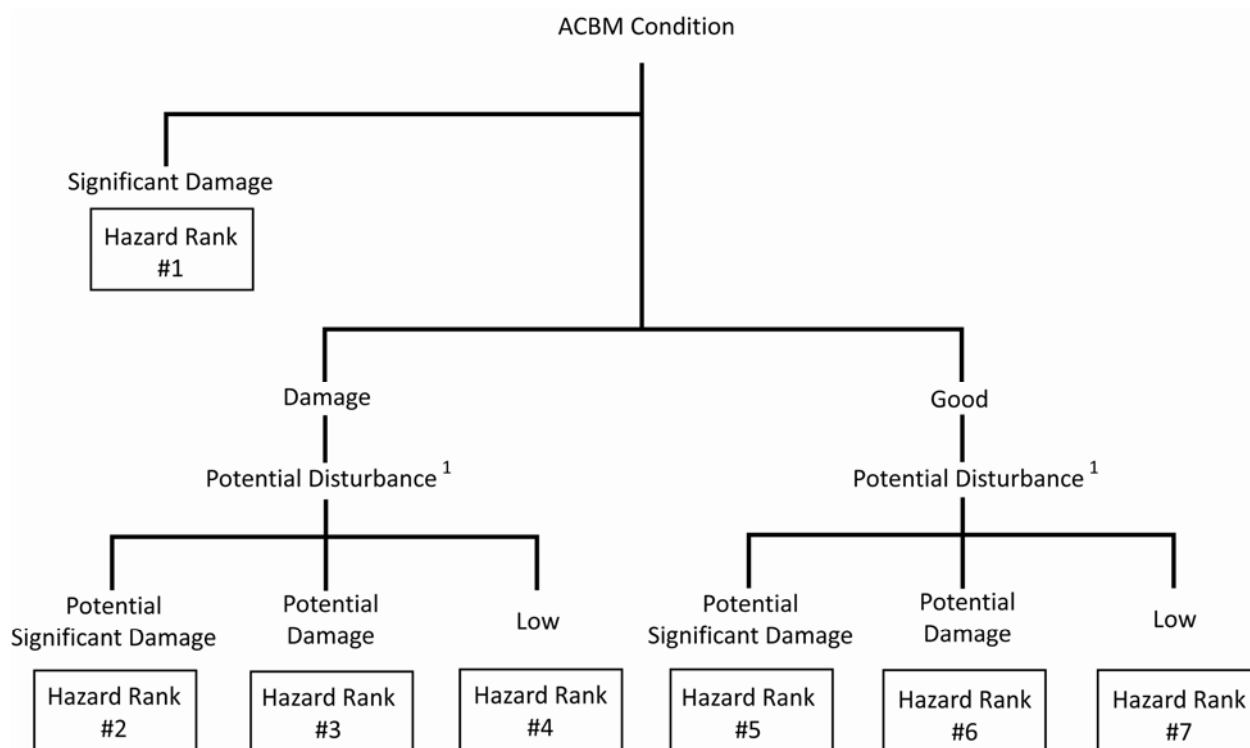 ACBM Condition
Significant Damage
Hazard Rank
#1
Damage
Good
Potential Disturbance 1
Potential Disturbance 1
Potential
Significant Damage
Potential
Damage
Low
Potential
Significant Damage
Potential
Damage
Low
Hazard Rank
#2
Hazard Rank
#3
Hazard Rank
#4
Hazard Rank
#5
Hazard Rank
#6
Hazard Rank
#7